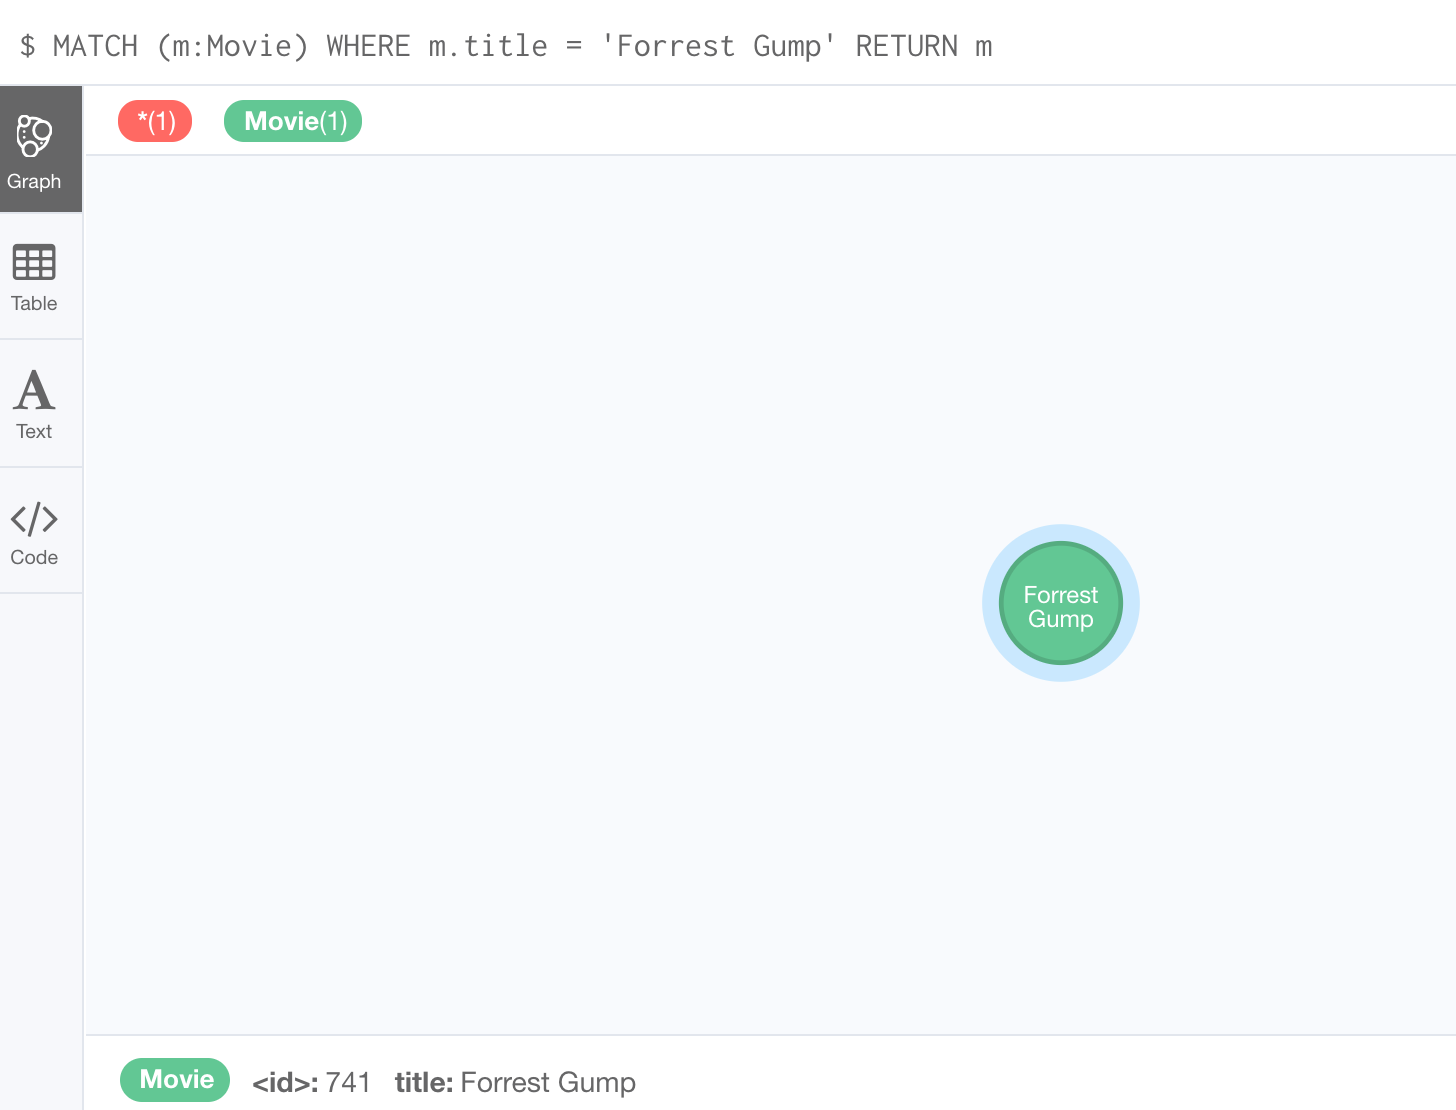 $ MATCH (m:Movie) WHERE m.title = 'Forrest Gump' RETURN m
*(1) Movie(1)
Graph
Table
A
Text
</>
Code
Forrest
Gump
Movie <id>: 741 title: Forrest Gump